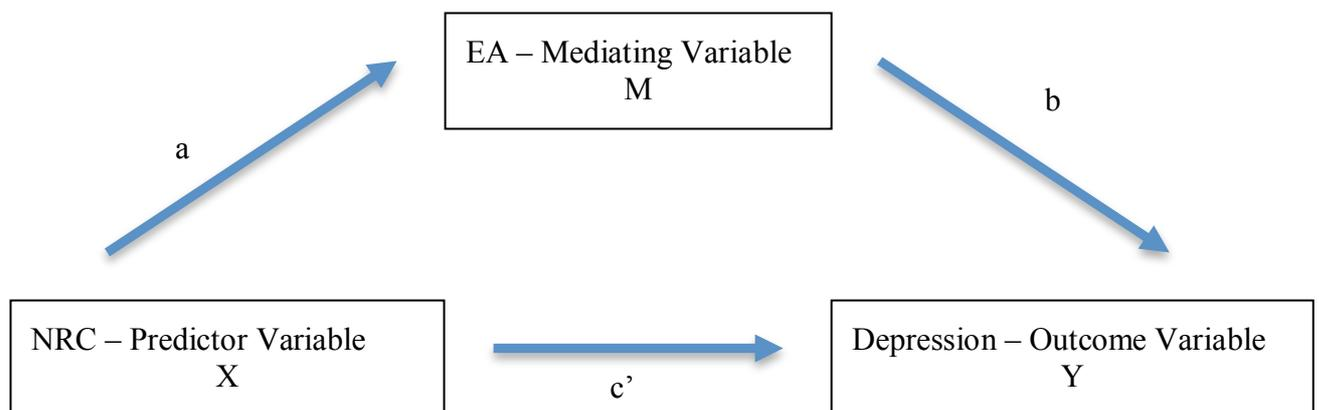 EA – Mediating Variable
M
a
b
NRC – Predictor Variable
X
c’
Depression – Outcome Variable
Y